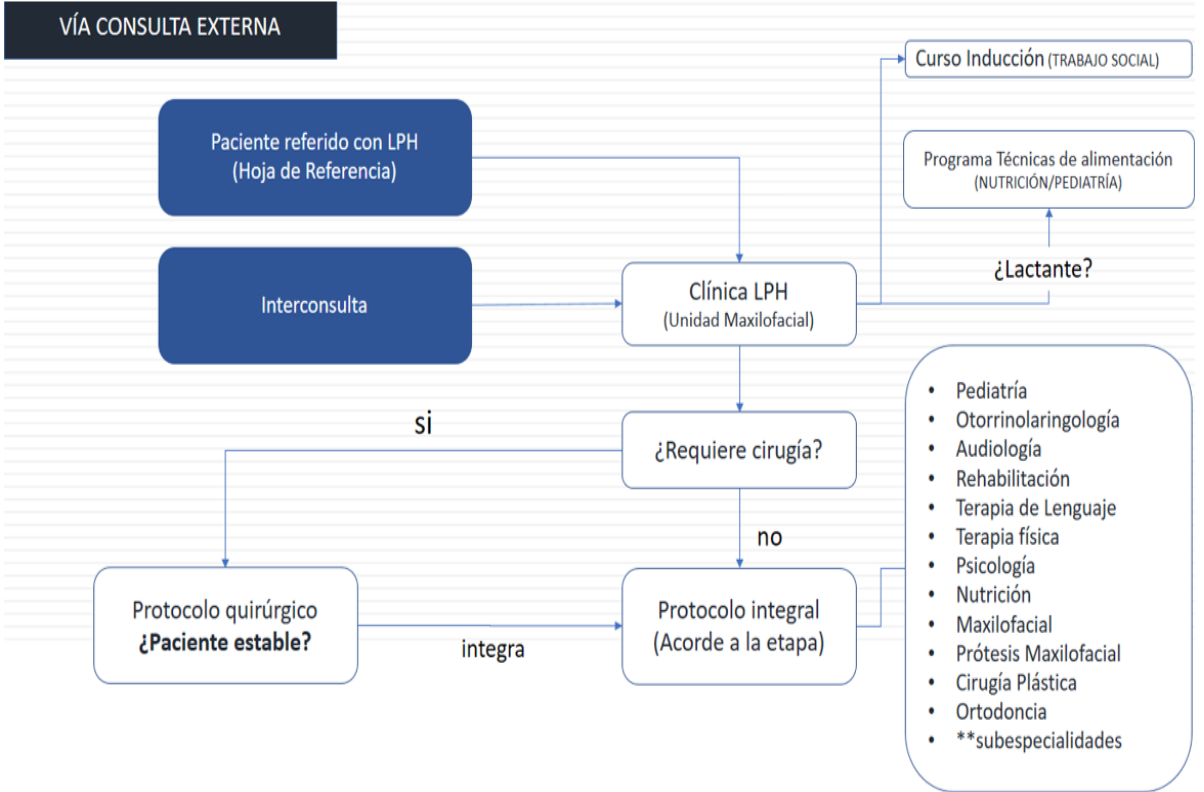 VÍA CONSULTA EXTERNA
Curso Inducción (TRABAJO SOCIAL)
Paciente referido con LPH
(Hoja de Referencia)
Programa Técnicas de alimentación
(NUTRICIÓN/PEDIATRÍA)
¿Lactante?
Interconsulta
Clínica LPH
(Unidad Maxilofacial)
si
¿Requiere cirugía?
no
Protocolo quirúrgico
¿Paciente estable?
integra
Protocolo integral
(Acorde a la etapa)
• Pediatría
• Otorrinolaringología
• Audiología
• Rehabilitación
• Terapia de Lenguaje
• Terapia física
• Psicología
• Nutrición
• Maxilofacial
• Prótesis Maxilofacial
• Cirugía Plástica
• Ortodoncia
• **subespecialidades